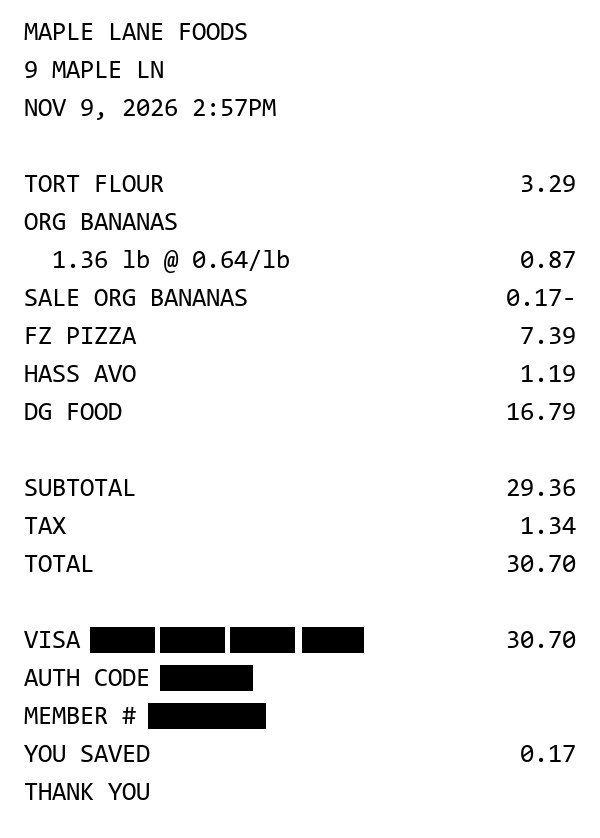 MAPLE LANE FOODS
9 MAPLE LN
NOV 9, 2026 2:57PM
TORT FLOUR 3.29
ORG BANANAS
1.36 lb @ 0.64/lb 0.87
SALE ORG BANANAS 0.17-
FZ PIZZA 7.39
HASS AVO 1.19
DG FOOD 16.79
SUBTOTAL 29.36
TAX 1.34
TOTAL 30.70
VISA 30.70
AUTH CODE
MEMBER #
YOU SAVED 0.17
THANK YOU